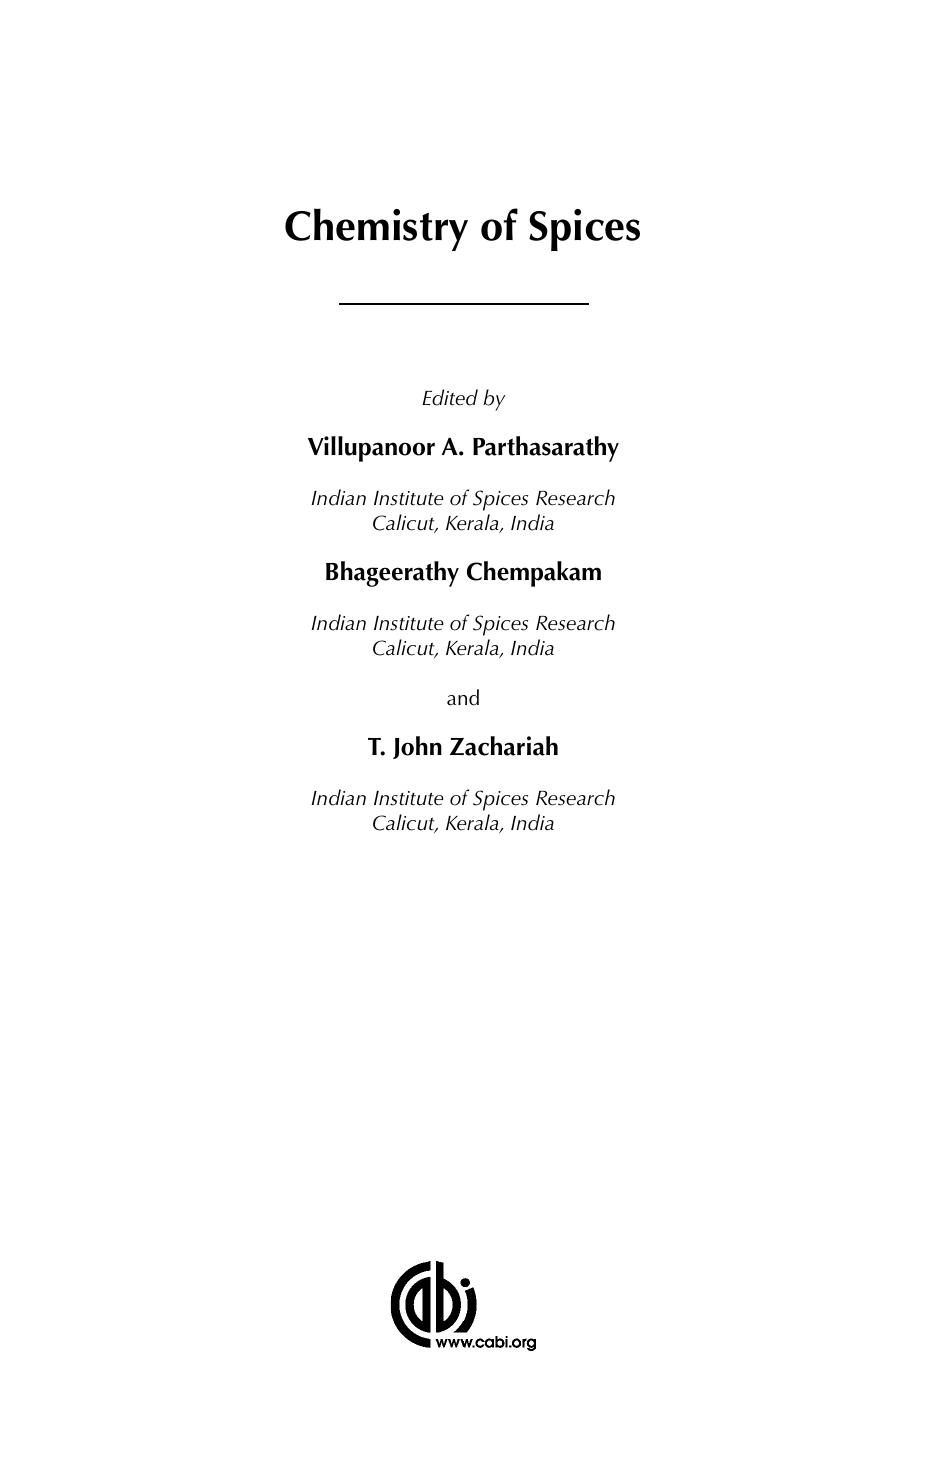 Chemistry of Spices
Edited by
Villupanoor A. Parthasarathy
Indian Institute of Spices Research
Calicut, Kerala, India
Bhageerathy Chempakam
Indian Institute of Spices Research
Calicut, Kerala, India
and
T. John Zachariah
Indian Institute of Spices Research
Calicut, Kerala, India
cabi
www.cabi.org